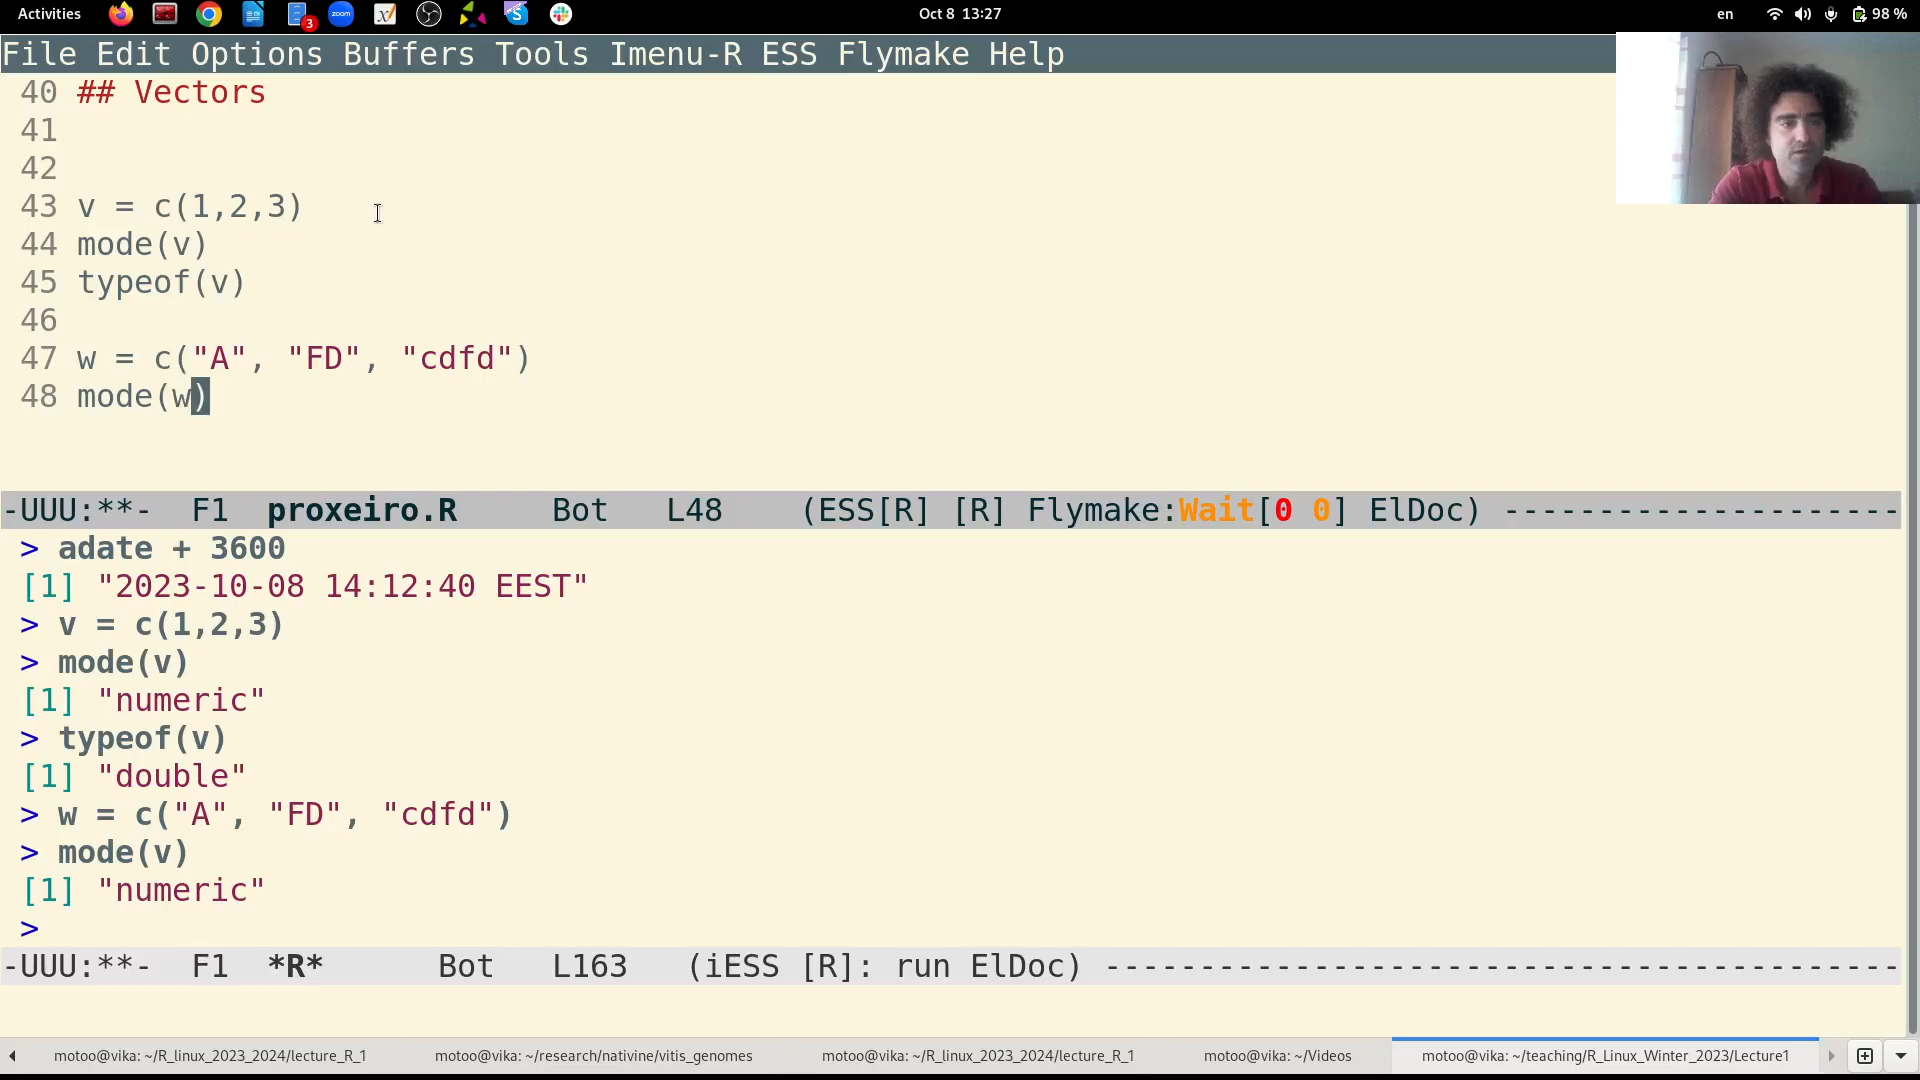 Activities
3
zoom
Oct 8 13:27
en
98 %
File Edit Options Buffers Tools Imenu-R ESS Flymake Help
40 ## Vectors
41
42
43 v = c(1,2,3)
44 mode(v)
45 typeof(v)
46
47 w = c("A", "FD", "cdfd")
48 mode(w)
-UUU:**- F1 proxeiro.R Bot L48 (ESS[R] [R] Flymake:Wait[0 0] ElDoc) ---------------------
> adate + 3600
[1] "2023-10-08 14:12:40 EEST"
> v = c(1,2,3)
> mode(v)
[1] "numeric"
> typeof(v)
[1] "double"
> w = c("A", "FD", "cdfd")
> mode(v)
[1] "numeric"
>
-UUU:**- F1 *R* Bot L163 (iESS [R]: run ElDoc) ------------------------------------------
motoo@vika: ~/R_linux_2023_2024/lecture_R_1
motoo@vika: ~/research/nativine/vitis_genomes
motoo@vika: ~/R_linux_2023_2024/lecture_R_1
motoo@vika: ~/Videos
motoo@vika: ~/teaching/R_Linux_Winter_2023/Lecture1